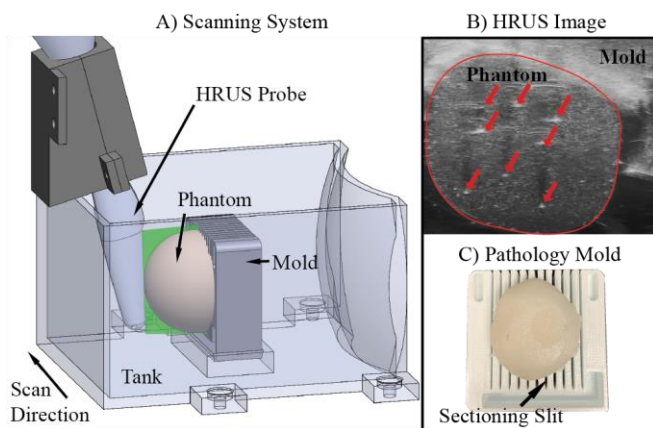 A) Scanning System
HRUS Probe
Phantom
Mold
Tank
Scan
Direction
B) HRUS Image
Mold
Phantom
C) Pathology Mold
Sectioning Slit